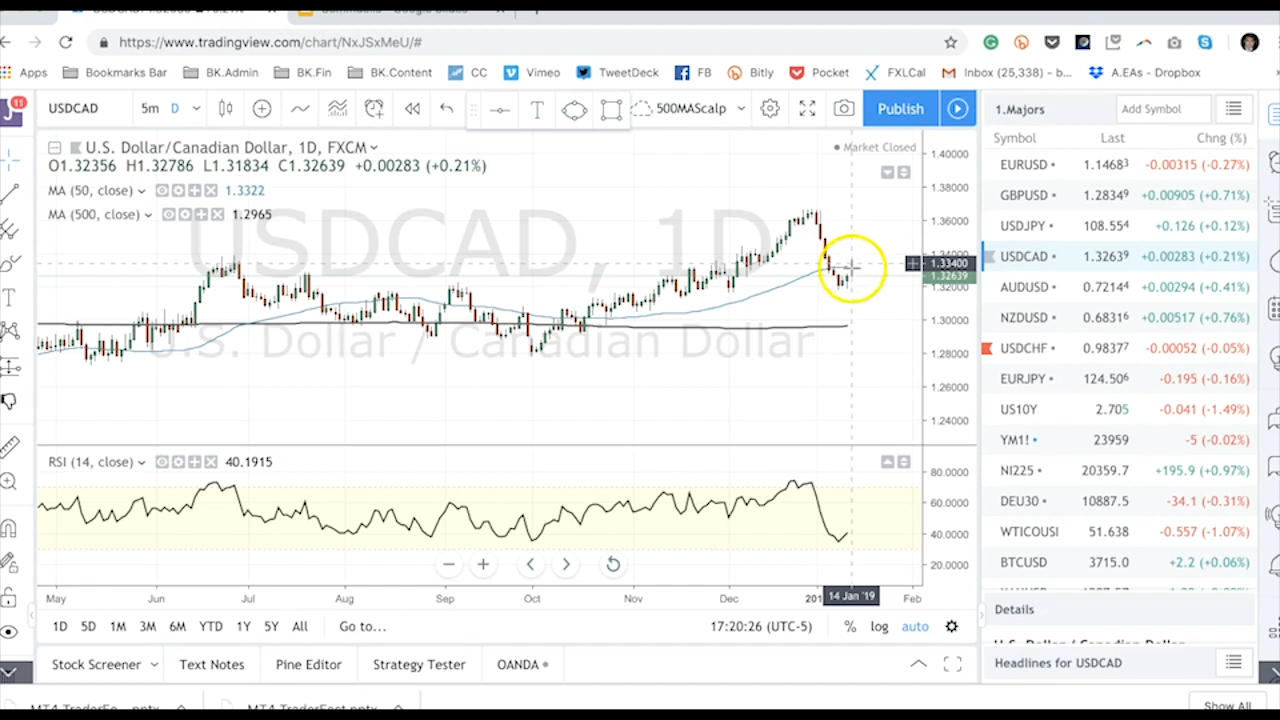 https://www.tradingview.com/chart/NxJSxMeU/#
Apps Bookmarks Bar BK.Admin BK.Fin BK.Content CC Vimeo TweetDeck FB Bitly Pocket FXLCal Inbox (25,338) - b... A.EAs - Dropbox
11
USDCAD 5m D 500MAScalp Publish
1.Majors Add Symbol
Symbol Last Chng (%)
U.S. Dollar/Canadian Dollar, 1D, FXCM Market Closed
O1.32356 H1.32786 L1.31834 C1.32639 +0.00283 (+0.21%)
MA (50, close) 1.3322
MA (500, close) 1.2965
USDCAD, 1D
U.S. Dollar / Canadian Dollar
1.40000
1.38000
1.36000
1.34000
1.33400
1.32639
1.32000
1.30000
1.28000
1.26000
1.24000
RSI (14, close) 40.1915
80.0000
60.0000
40.0000
20.0000
May Jun Jul Aug Sep Oct Nov Dec 201 14 Jan '19 Feb
1D 5D 1M 3M 6M YTD 1Y 5Y All Go to... 17:20:26 (UTC-5) % log auto
Stock Screener Text Notes Pine Editor Strategy Tester OANDA
EURUSD 1.14683 -0.00315 (-0.27%)
GBPUSD 1.28349 +0.00905 (+0.71%)
USDJPY 108.554 +0.126 (+0.12%)
USDCAD 1.32639 +0.00283 (+0.21%)
AUDUSD 0.72144 +0.00294 (+0.41%)
NZDUSD 0.68316 +0.00517 (+0.76%)
USDCHF 0.98377 -0.00052 (-0.05%)
EURJPY 124.506 -0.195 (-0.16%)
US10Y 2.705 -0.041 (-1.49%)
YM1! 23959 -5 (-0.02%)
NI225 20359.7 +195.9 (+0.97%)
DEU30 10887.5 -34.1 (-0.31%)
WTICOUSI 51.638 -0.557 (-1.07%)
BTCUSD 3715.0 +2.2 (+0.06%)
Details
U.S. Dollar / Canadian Dollar
Headlines for USDCAD
Show All